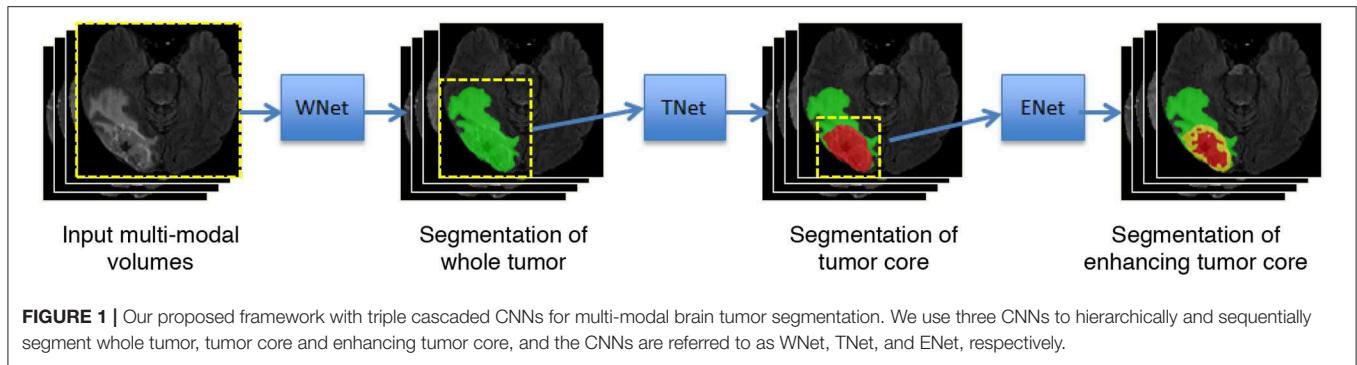 WNet
TNet
ENet
Input multi-modal
volumes
Segmentation of
whole tumor
Segmentation of
tumor core
Segmentation of
enhancing tumor core
FIGURE 1 | Our proposed framework with triple cascaded CNNs for multi-modal brain tumor segmentation. We use three CNNs to hierarchically and sequentially
segment whole tumor, tumor core and enhancing tumor core, and the CNNs are referred to as WNet, TNet, and ENet, respectively.